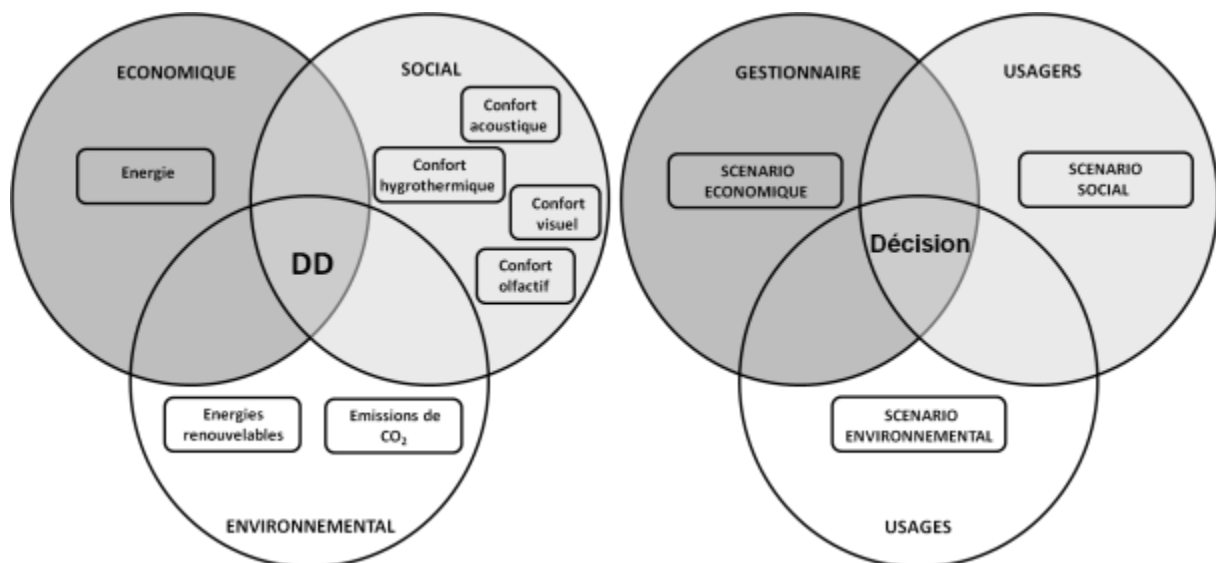 ECONOMIQUE
SOCIAL
Confort
acoustique
Energie
Confort
hygrothermique
Confort
visuel
DD
Confort
olfactif
Energies
renouvelables
Emissions de
CO₂
ENVIRONNEMENTAL
GESTIONNAIRE
USAGERS
SCENARIO
ECONOMIQUE
SCENARIO
SOCIAL
Décision
SCENARIO
ENVIRONNEMENTAL
USAGES